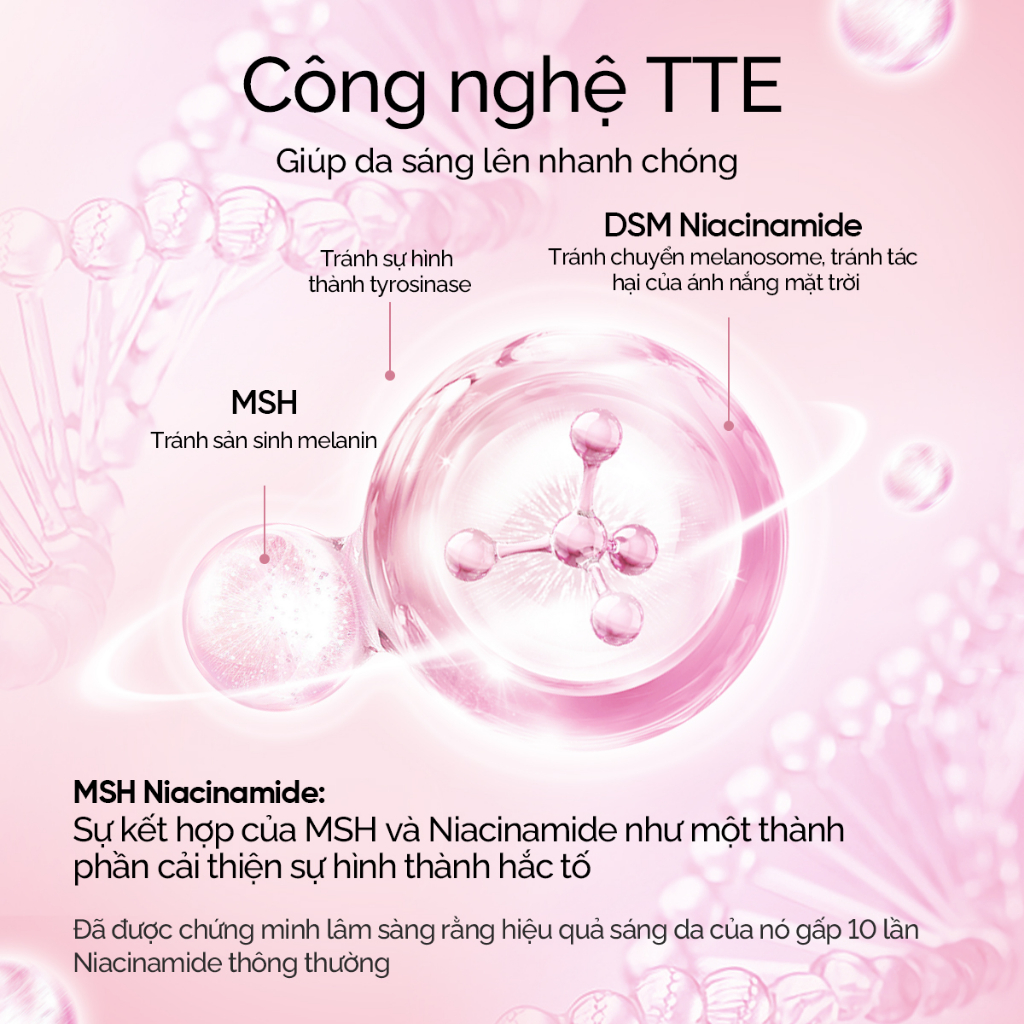 Công nghệ TTE
Giúp da sáng lên nhanh chóng
DSM Niacinamide
Tránh chuyển melanosome, tránh tác
hại của ánh nắng mặt trời
Tránh sự hình
thành tyrosinase
MSH
Tránh sản sinh melanin
MSH Niacinamide:
Sự kết hợp của MSH và Niacinamide như một thành
phần cải thiện sự hình thành hắc tố
Đã được chứng minh lâm sàng rằng hiệu quả sáng da của nó gấp 10 lần
Niacinamide thông thường